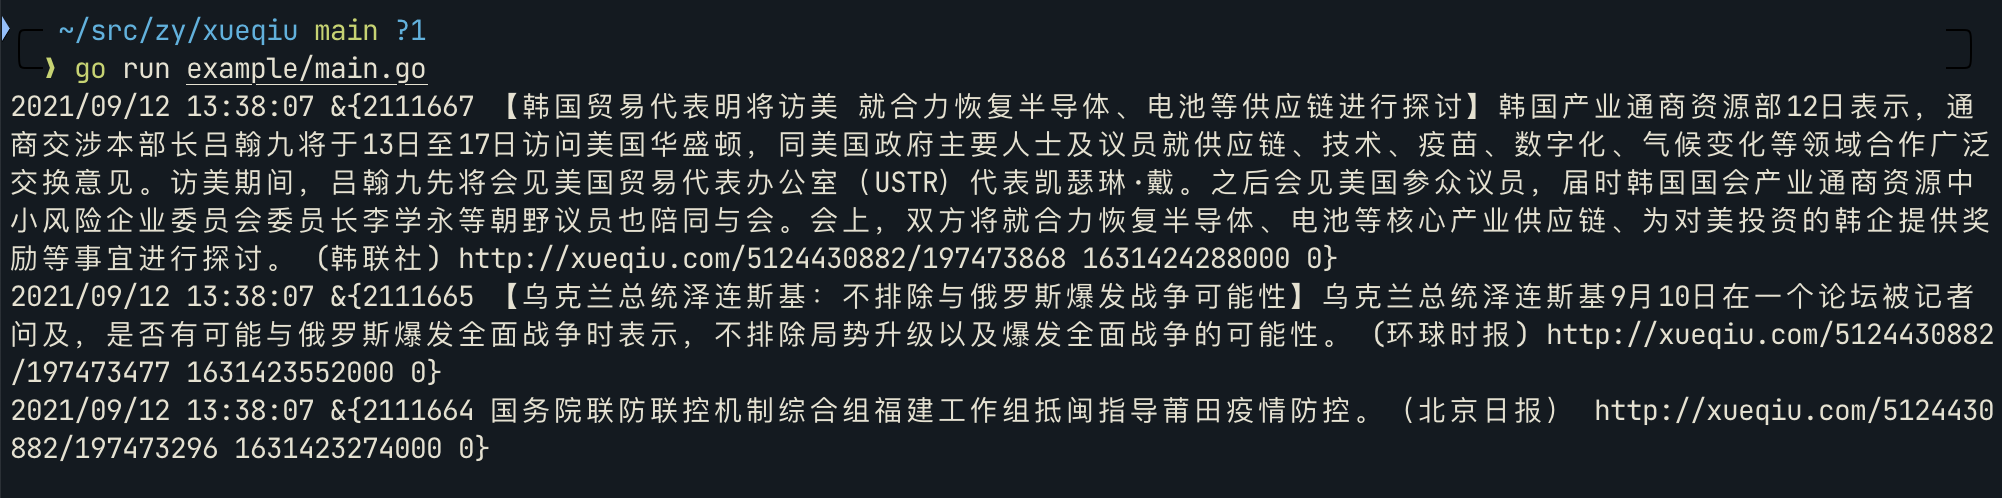 ~/src/zy/xueqiu main ?1
❯ go run example/main.go
2021/09/12 13:38:07 &{2111667 【韩国贸易代表明将访美 就合力恢复半导体、电池等供应链进行探讨】韩国产业通商资源部12日表示，通
商交涉本部长吕翰九将于13日至17日访问美国华盛顿，同美国政府主要人士及议员就供应链、技术、疫苗、数字化、气候变化等领域合作广泛
交换意见。访美期间，吕翰九先将会见美国贸易代表办公室（USTR）代表凯瑟琳·戴。之后会见美国参众议员，届时韩国国会产业通商资源中
小风险企业委员会委员长李学永等朝野议员也陪同与会。会上，双方将就合力恢复半导体、电池等核心产业供应链、为对美投资的韩企提供奖
励等事宜进行探讨。（韩联社）http://xueqiu.com/5124430882/197473868 1631424288000 0}
2021/09/12 13:38:07 &{2111665 【乌克兰总统泽连斯基：不排除与俄罗斯爆发战争可能性】乌克兰总统泽连斯基9月10日在一个论坛被记者
问及，是否有可能与俄罗斯爆发全面战争时表示，不排除局势升级以及爆发全面战争的可能性。（环球时报）http://xueqiu.com/5124430882
/197473477 1631423552000 0}
2021/09/12 13:38:07 &{2111664 国务院联防联控机制综合组福建工作组抵闽指导莆田疫情防控。（北京日报） http://xueqiu.com/5124430
882/197473296 1631423274000 0}